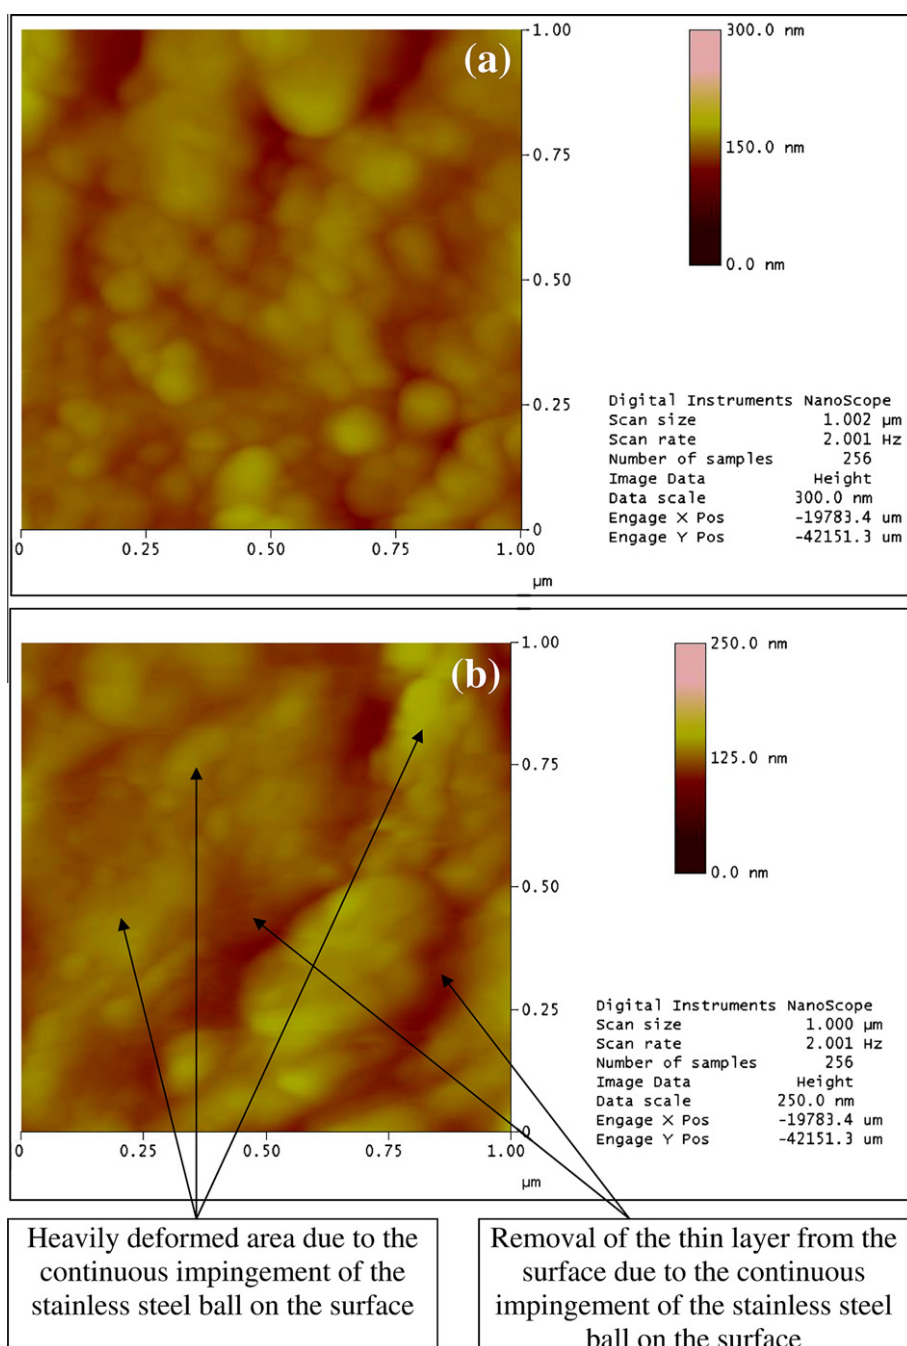 (a)
300.0 nm
150.0 nm
0.0 nm
1.00
0.75
0.50
0.25
0
0 0.25 0.50 0.75 1.00
µm
Digital Instruments NanoScope
Scan size 1.002 µm
Scan rate 2.001 Hz
Number of samples 256
Image Data Height
Data scale 300.0 nm
Engage X Pos -19783.4 um
Engage Y Pos -42151.3 um
(b)
250.0 nm
125.0 nm
0.0 nm
1.00
0.75
0.50
0.25
0
0 0.25 0.50 0.75 1.00
µm
Digital Instruments NanoScope
Scan size 1.000 µm
Scan rate 2.001 Hz
Number of samples 256
Image Data Height
Data scale 250.0 nm
Engage X Pos -19783.4 um
Engage Y Pos -42151.3 um
Heavily deformed area due to the
continuous impingement of the
stainless steel ball on the surface
Removal of the thin layer from the
surface due to the continuous
impingement of the stainless steel
ball on the surface